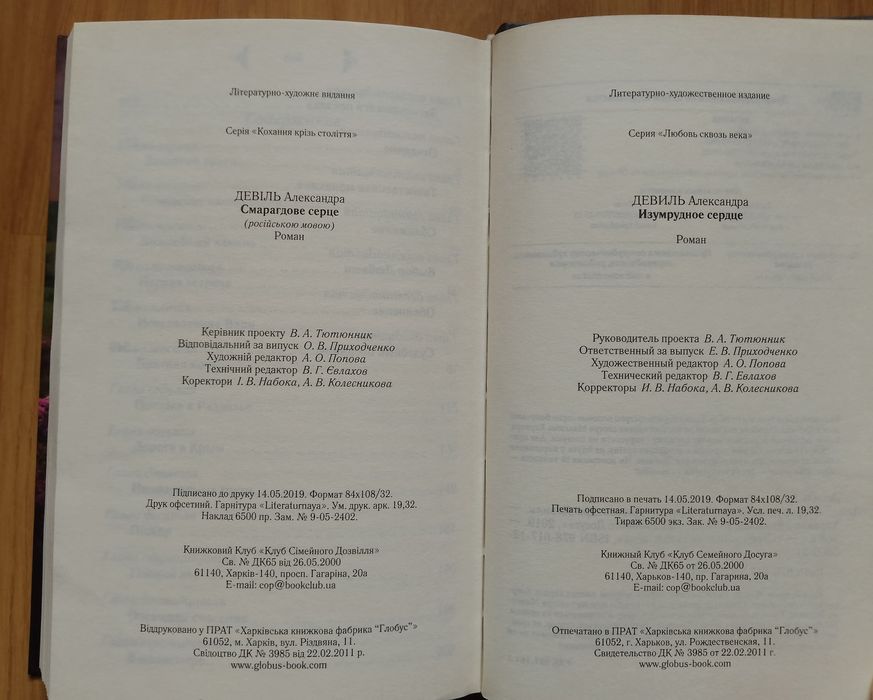 Літературно-художнє видання
Серія «Кохання крізь століття»
ДЕВІЛЬ Александра
Смарагдове серце
(російською мовою)
Роман
Керівник проекту В. А. Тютюнник
Відповідальний за випуск О. В. Приходченко
Художній редактор А. О. Попова
Технічний редактор В. Г. Євлахов
Коректори І. В. Набока, А. В. Колесникова
Підписано до друку 14.05.2019. Формат 84х108/32.
Друк офсетний. Гарнітура «Literaturnaya». Ум. друк. арк. 19,32.
Наклад 6500 пр. Зам. № 9-05-2402.
Книжковий Клуб «Клуб Сімейного Дозвілля»
Св. № ДК65 від 26.05.2000
61140, Харків-140, просп. Гагаріна, 20а
E-mail: cop@bookclub.ua
Віддруковано у ПРАТ «Харківська книжкова фабрика “Глобус”»
61052, м. Харків, вул. Різдвяна, 11.
Свідоцтво ДК № 3985 від 22.02.2011 р.
www.globus-book.com
Литературно-художественное издание
Серия «Любовь сквозь века»
ДЕВИЛЬ Александра
Изумрудное сердце
Роман
Руководитель проекта В. А. Тютюнник
Ответственный за выпуск Е. В. Приходченко
Художественный редактор А. О. Попова
Технический редактор В. Г. Евлахов
Корректоры И. В. Набока, А. В. Колесникова
Подписано в печать 14.05.2019. Формат 84х108/32.
Печать офсетная. Гарнитура «Literaturnaya». Усл. печ. л. 19,32.
Тираж 6500 экз. Зак. № 9-05-2402.
Книжный Клуб «Клуб Семейного Досуга»
Св. № ДК65 от 26.05.2000
61140, Харьков-140, пр. Гагарина, 20а
E-mail: cop@bookclub.ua
Отпечатано в ПРАТ «Харківська книжкова фабрика “Глобус”»
61052, г. Харьков, ул. Рождественская, 11.
Свидетельство ДК № 3985 от 22.02.2011 г.
www.globus-book.com